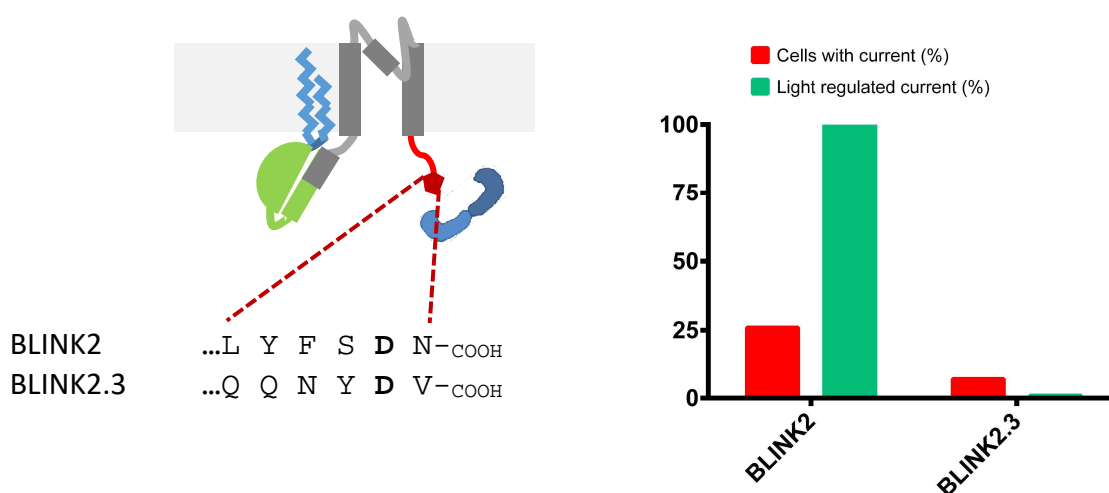 Cells with current (%)
Light regulated current (%)
100
75
50
25
0
BLINK2
BLINK2.3
BLINK2 ...L Y F S D N-COOH
BLINK2.3 ...Q Q N Y D V-COOH